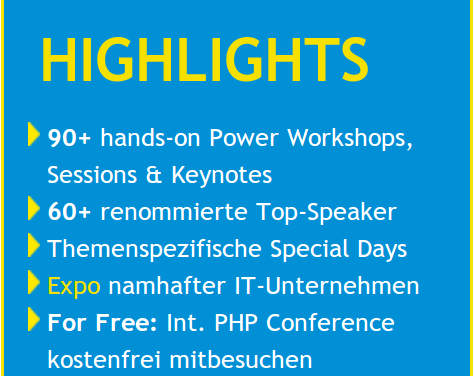 HIGHLIGHTS
90+ hands-on Power Workshops,
Sessions & Keynotes
60+ renommierte Top-Speaker
Themenspezifische Special Days
Expo namhafter IT-Unternehmen
For Free: Int. PHP Conference
kostenfrei mitbesuchen